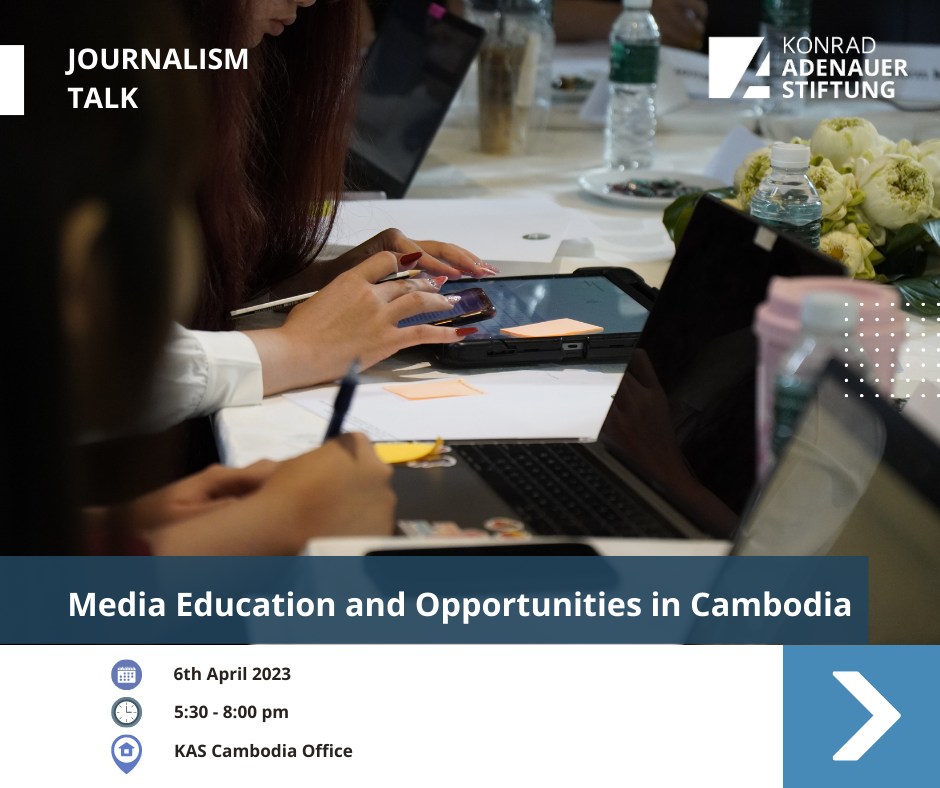 JOURNALISM
TALK
KONRAD
ADENAUER
STIFTUNG
Media Education and Opportunities in Cambodia
6th April 2023
5:30 - 8:00 pm
KAS Cambodia Office